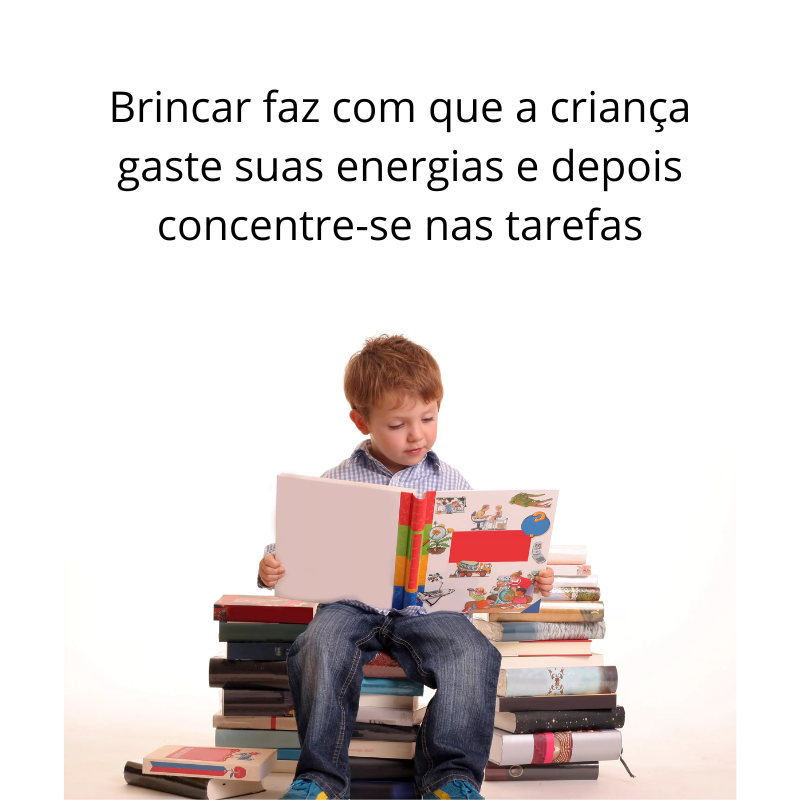 Brincar faz com que a criança
gaste suas energias e depois
concentre-se nas tarefas